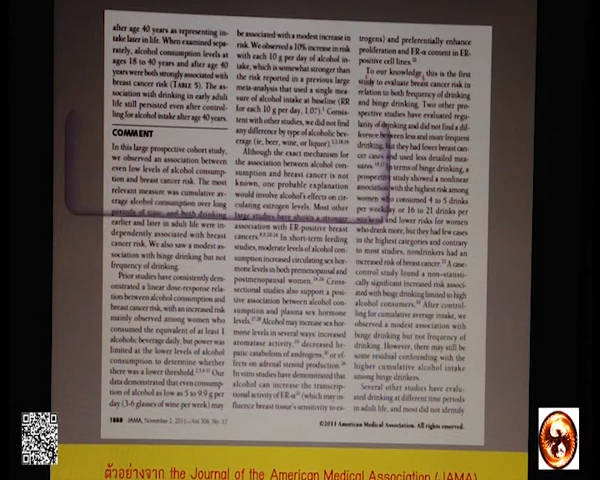 after age 40 years as representing in-
take later in life. When examined sepa-
rately, alcohol consumption levels at
ages 18 to 40 years and after age 40
years were both strongly associated with
breast cancer risk (TABLE 5). The as-
sociation with drinking in early adult
life still persisted even after control-
ling for alcohol intake after age 40 years.
COMMENT
In this large prospective cohort study,
we observed an association between
even low levels of alcohol consump-
tion and breast cancer risk. The most
relevant measure was cumulative av-
erage alcohol consumption over long
periods of time, and both drinking
earlier and later in adult life were in-
dependently associated with breast
cancer risk. We also saw a modest as-
sociation with binge drinking but not
frequency of drinking.
Prior studies have consistently dem-
onstrated a linear dose-response rela-
tion between alcohol consumption and
breast cancer risk, with an increased risk
mainly observed among women who
consumed the equivalent of at least 1
alcoholic beverage daily, but power was
limited at the lower levels of alcohol
consumption to determine whether
there was a lower threshold. Our
data demonstrated that even consump-
tion of alcohol as low as 5 to 9.9 g per
day (3-6 glasses of wine per week) may
be associated with a modest increase in
risk. We observed a 10% increase in risk
with each 10 g per day of alcohol in-
take, which is somewhat stronger than
the risk reported in a previous large
meta-analysis that used a single mea-
sure of alcohol intake at baseline (RR
for each 10 g per day, 1.07). Consis-
tent with other studies, we did not find
any difference by type of alcoholic bev-
erage (ie, beer, wine, or liquor).
Although the exact mechanism for
the association between alcohol con-
sumption and breast cancer is not
known, one probable explanation
would involve alcohol's effects on cir-
culating estrogen levels. Most other
large studies have shown a stronger
association with ER-positive breast
cancers. In short-term feeding
studies, moderate levels of alcohol con-
sumption increased circulating sex hor-
mone levels in both premenopausal and
postmenopausal women. Cross-
sectional studies also support a posi-
tive association between alcohol con-
sumption and plasma sex hormone
levels. Alcohol may increase sex hor-
mone levels in several ways: increased
aromatase activity, decreased he-
patic catabolism of androgens, or ef-
fects on adrenal steroid production.
In vitro studies have demonstrated that
alcohol can increase the transcrip-
tional activity of ER-α (which may in-
fluence breast tissue's sensitivity to es-
trogens) and preferentially enhance
proliferation and ER-α content in ER-
positive cell lines.
To our knowledge, this is the first
study to evaluate breast cancer risk in
relation to both frequency of drinking
and binge drinking. Two other pro-
spective studies have evaluated regu-
larity of drinking and did not find a dif-
ference between less and more frequent
drinking, but they had fewer breast can-
cer cases and used less detailed mea-
sures. In terms of binge drinking, a
prospective study showed a nonlinear
association with the highest risk among
women who consumed 4 to 5 drinks
per weekday or 16 to 21 drinks per
weekend and lower risks for women
who drank more, but they had few cases
in the highest categories and contrary
to most studies, nondrinkers had an
increased risk of breast cancer. A case-
control study found a non-statisti-
cally significant increased risk associ-
ated with binge drinking limited to high
alcohol consumers. After control-
ling for cumulative average intake, we
observed a modest association with
binge drinking but not frequency of
drinking. However, there may still be
some residual confounding with the
higher cumulative alcohol intake
among binge drinkers.
Several other studies have evalu-
ated drinking at different time periods
in adult life, and most did not identify
1888 JAMA, November 2, 2011—Vol 306, No. 17
©2011 American Medical Association. All rights reserved.
ตัวอย่างจาก the Journal of the American Medical Association (JAMA)